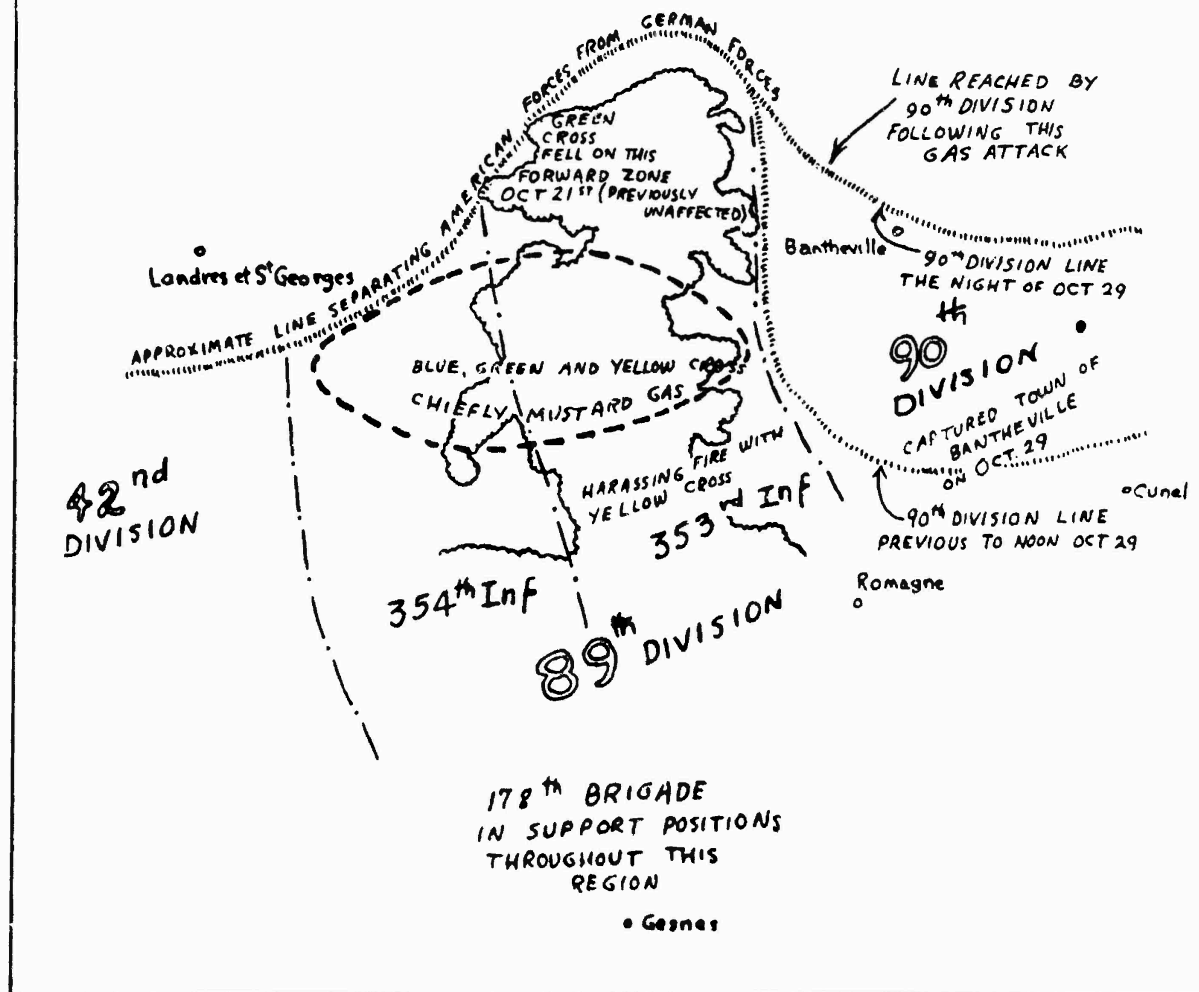 APPROXIMATE LINE SEPARATING AMERICAN FORCES FROM GERMAN FORCES
LINE REACHED BY
90th DIVISION
FOLLOWING THIS
GAS ATTACK
GREEN
CROSS
FELL ON THIS
FORWARD ZONE
OCT 21ST (PREVIOUSLY
UNAFFECTED)
Landres et St Georges
Bantheville
90th DIVISION LINE
THE NIGHT OF OCT 29
BLUE, GREEN AND YELLOW CROSS
CHIEFLY MUSTARD GAS
90th
DIVISION
CAPTURED TOWN OF
BANTHEVILLE
ON OCT. 29
HARASSING FIRE WITH
YELLOW CROSS
42nd
DIVISION
353rd Inf
Cunel
90th DIVISION LINE
PREVIOUS TO NOON OCT 29
354th Inf
Romagne
89th DIVISION
178th BRIGADE
IN SUPPORT POSITIONS
THROUGHOUT THIS
REGION
Gesnes